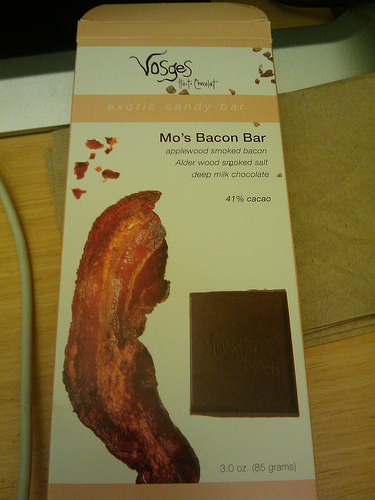 Vosges
Haut-Chocolat
exotic candy bar
Mo's Bacon Bar
applewood smoked bacon
Alder wood smoked salt
deep milk chocolate
41% cacao
VOSGES
3.0 oz. (85 grams)